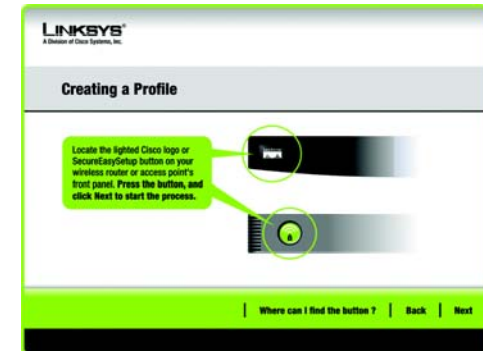 LINKSYS®
A Division of Cisco Systems, Inc.
Creating a Profile
Locate the lighted Cisco logo or
SecureEasySetup button on your
wireless router or access point's
front panel. Press the button, and
click Next to start the process.
Where can I find the button ? | Back | Next